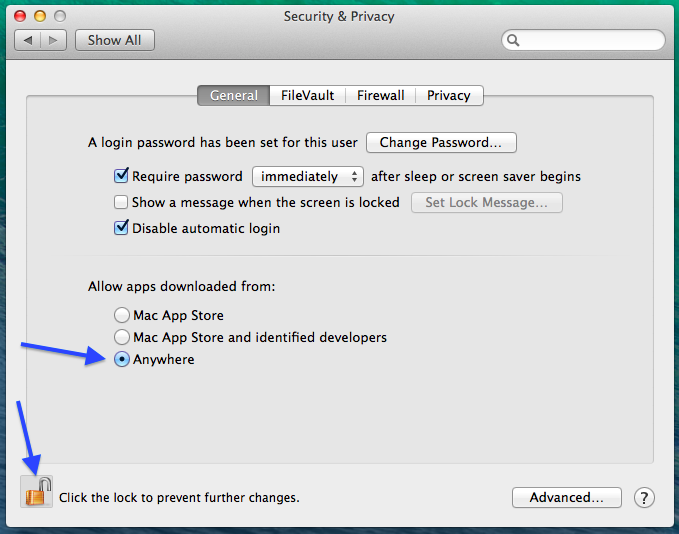 Security & Privacy
Show All
General FileVault Firewall Privacy
A login password has been set for this user Change Password...
Require password immediately after sleep or screen saver begins
Show a message when the screen is locked Set Lock Message...
Disable automatic login
Allow apps downloaded from:
Mac App Store
Mac App Store and identified developers
Anywhere
Click the lock to prevent further changes. Advanced... ?